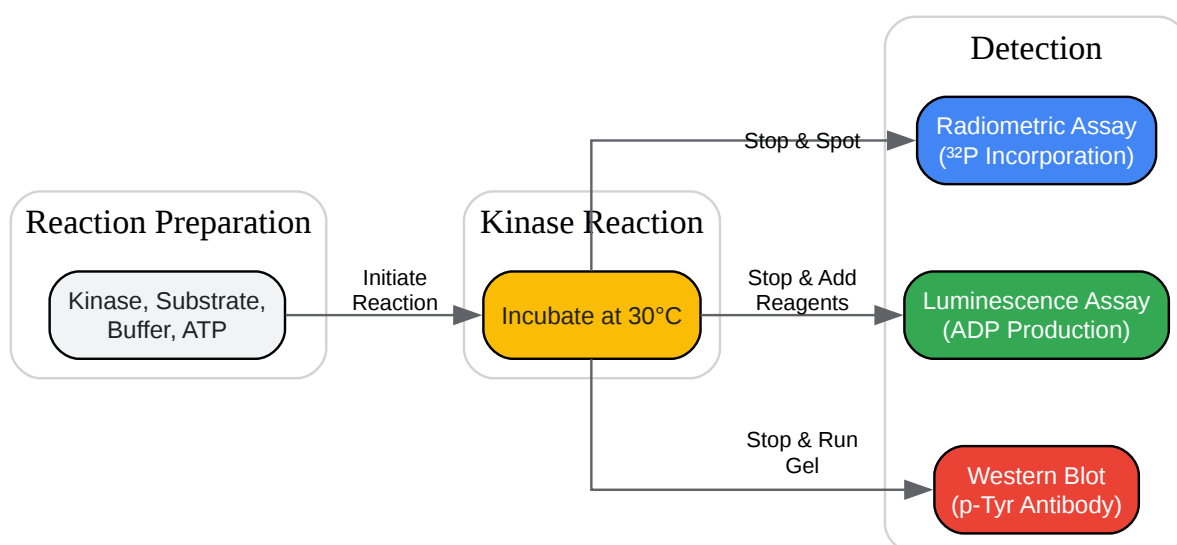 Detection
Radiometric Assay
(³²P Incorporation)
Stop & Spot
Reaction Preparation
Kinase Reaction
Kinase, Substrate,
Buffer, ATP
Initiate
Reaction
Incubate at 30°C
Stop & Add
Reagents
Luminescence Assay
(ADP Production)
Stop & Run
Gel
Western Blot
(p-Tyr Antibody)